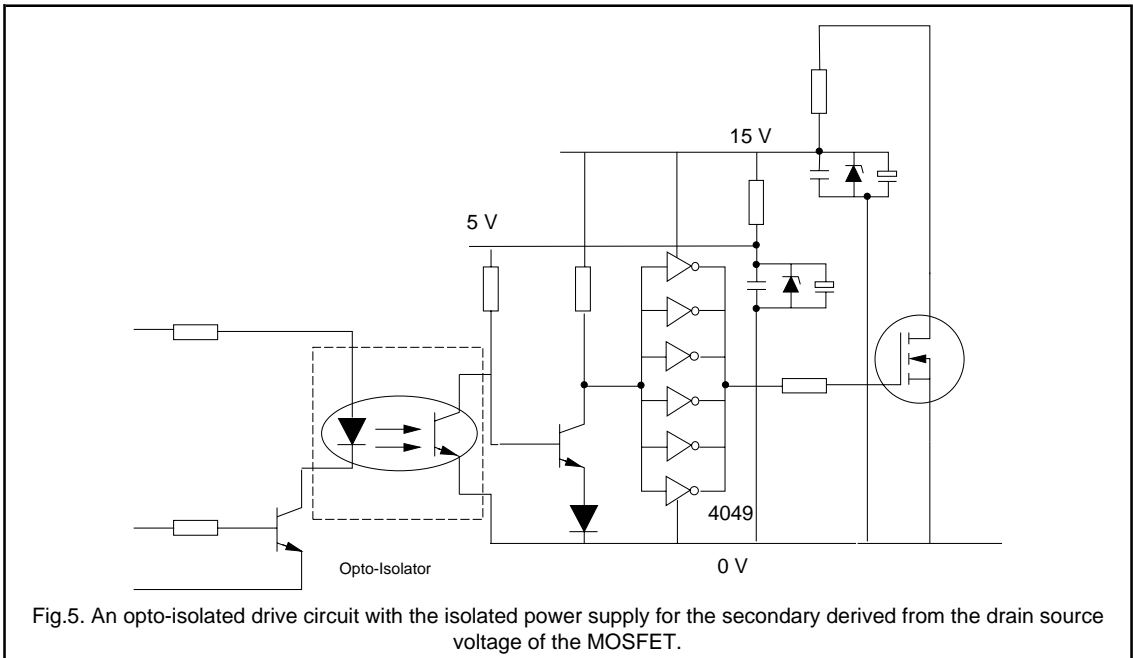 15 V
5 V
4049
Opto-Isolator
0 V
Fig.5. An opto-isolated drive circuit with the isolated power supply for the secondary derived from the drain source
voltage of the MOSFET.